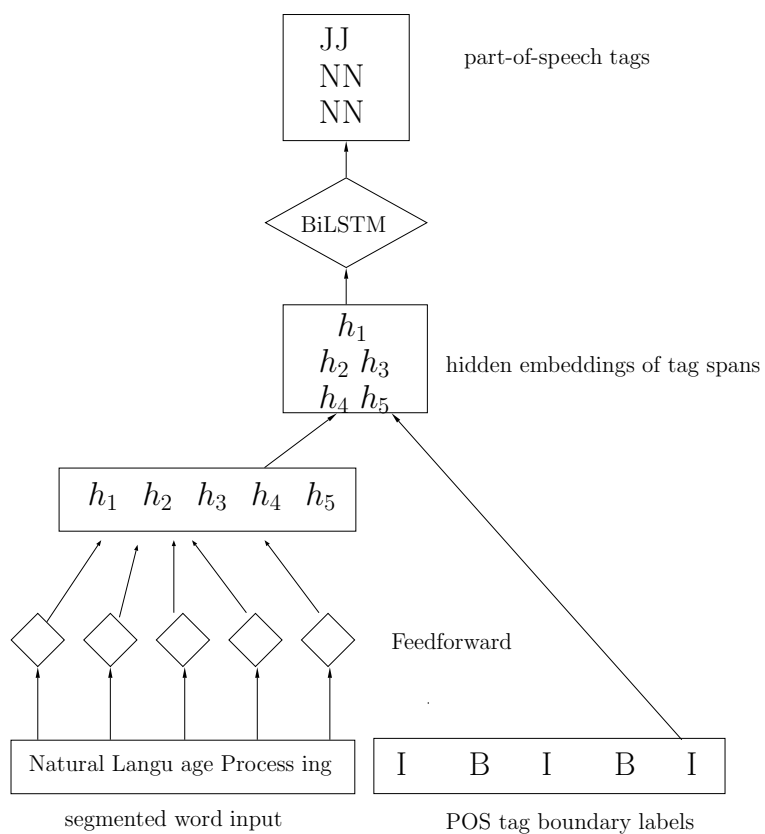 JJ
NN
NN
part-of-speech tags
BiLSTM
h₁
h₂ h₃
h₄ h₅
hidden embeddings of tag spans
h₁ h₂ h₃ h₄ h₅
Feedforward
Natural Langu age Process ing
I B I B I
segmented word input
POS tag boundary labels